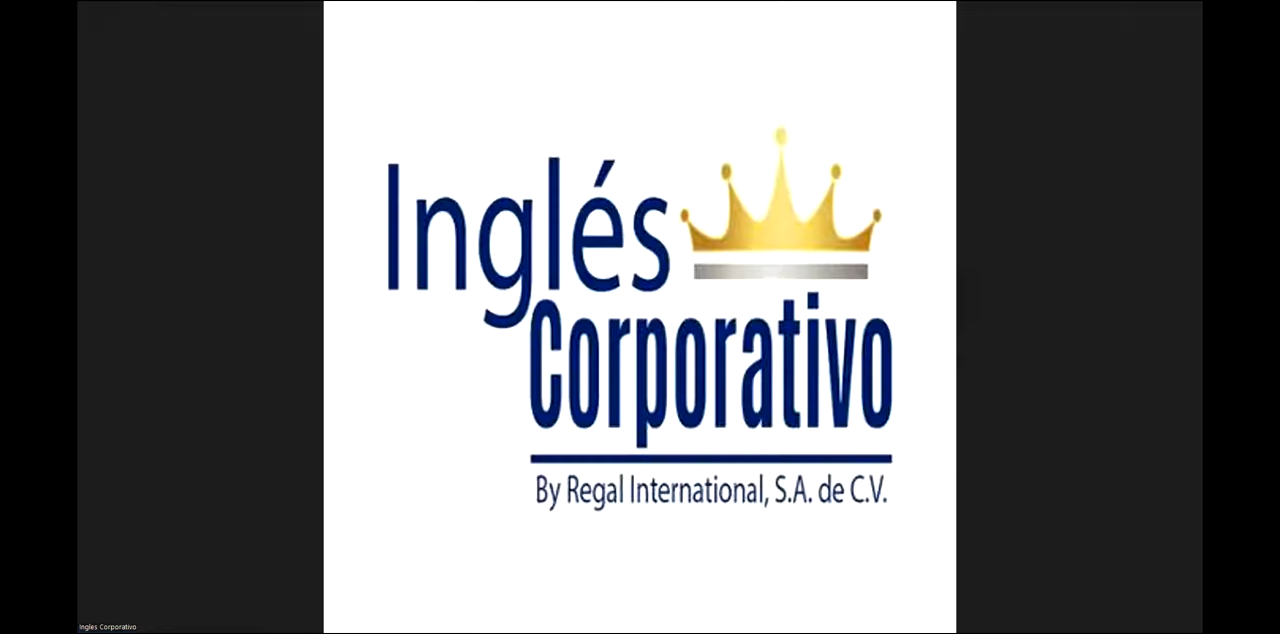 Inglés
Corporativo
By Regal International, S.A. de C.V.
Ingles Corporativo